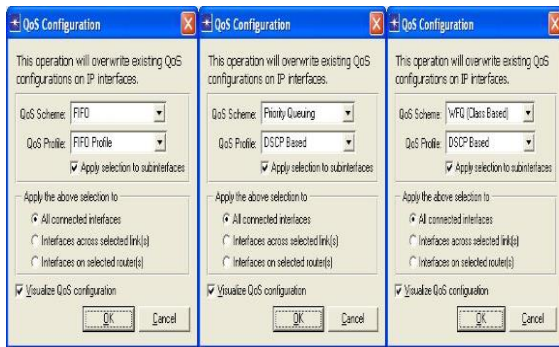 QoS Configuration
This operation will overwrite existing QoS
configurations on IP interfaces.
QoS Scheme: FIFO
QoS Profile: FIFO Profile
Apply selection to subinterfaces
Apply the above selection to
All connected interfaces
Interfaces across selected link(s)
Interfaces on selected router(s)
Visualize QoS configuration
OK Cancel
QoS Configuration
This operation will overwrite existing QoS
configurations on IP interfaces.
QoS Scheme: Priority Queuing
QoS Profile: DSCP Based
Apply selection to subinterfaces
Apply the above selection to
All connected interfaces
Interfaces across selected link(s)
Interfaces on selected router(s)
Visualize QoS configuration
OK Cancel
QoS Configuration
This operation will overwrite existing QoS
configurations on IP interfaces.
QoS Scheme: WFQ (Class Based)
QoS Profile: DSCP Based
Apply selection to subinterfaces
Apply the above selection to
All connected interfaces
Interfaces across selected link(s)
Interfaces on selected router(s)
Visualize QoS configuration
OK Cancel